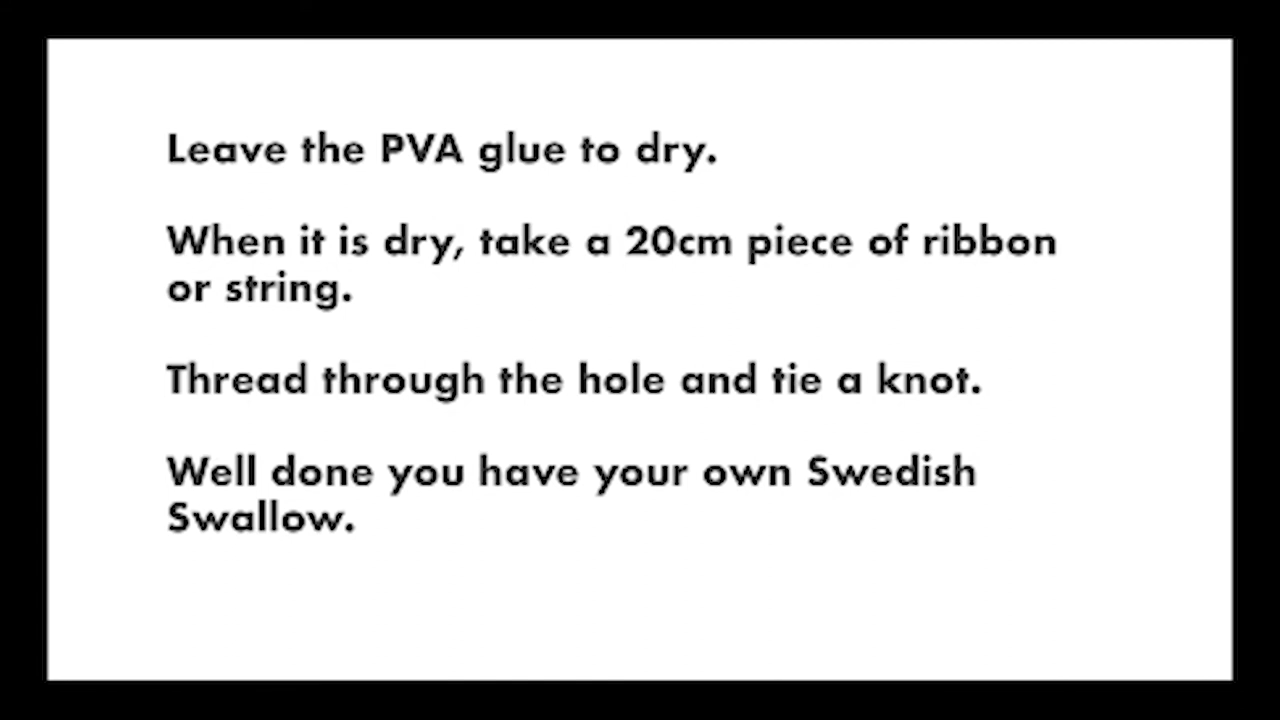 Leave the PVA glue to dry.
When it is dry, take a 20cm piece of ribbon
or string.
Thread through the hole and tie a knot.
Well done you have your own Swedish
Swallow.